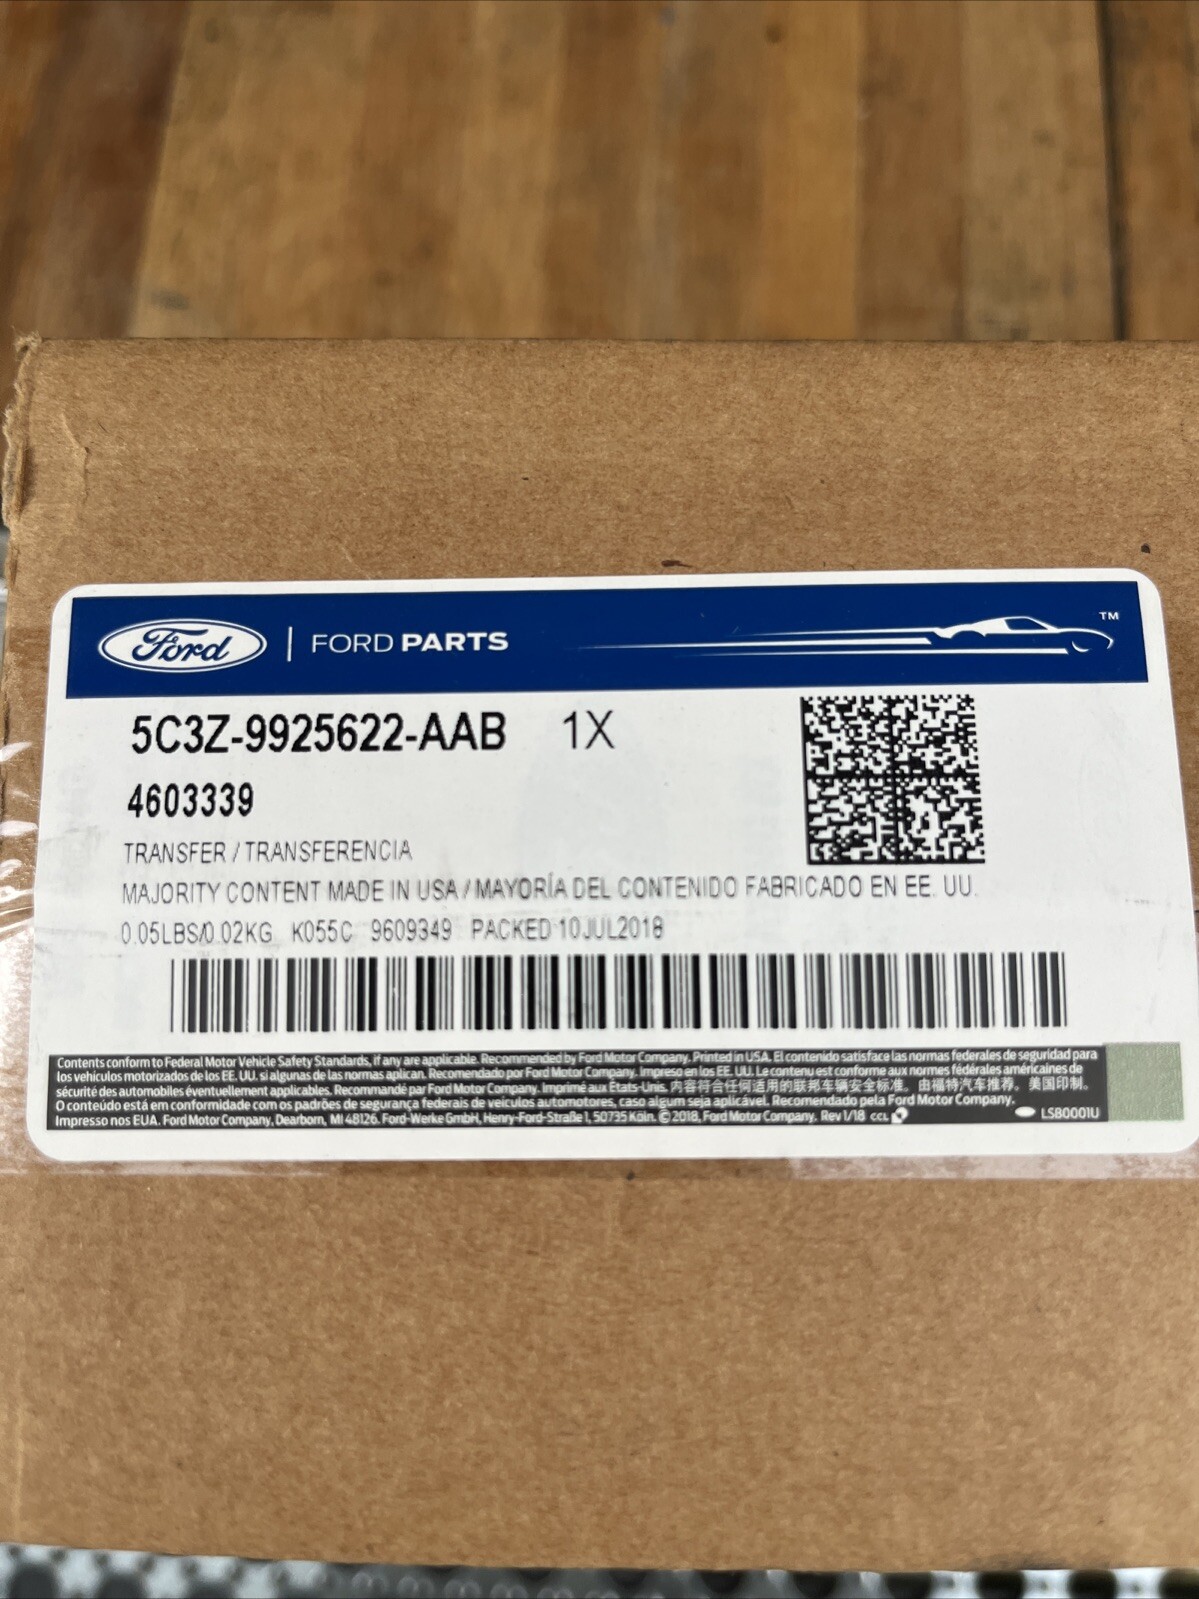 Ford | FORD PARTS ™
5C3Z-9925622-AAB 1X
4603339
TRANSFER / TRANSFERENCIA
MAJORITY CONTENT MADE IN USA / MAYORÍA DEL CONTENIDO FABRICADO EN EE. UU.
0.05LBS/0.02KG K055C 9609349 PACKED 10JUL2018
Contents conform to Federal Motor Vehicle Safety Standards, if any are applicable. Recommended by Ford Motor Company. Printed in USA. El contenido satisface las normas federales de seguridad para
los vehículos motorizados de los EE. UU. si algunas de las normas aplican. Recomendado por Ford Motor Company. Impreso en los EE. UU. Le contenu est conforme aux normes fédérales américaines de
sécurité des automobiles éventuellement applicables. Recommandé par Ford Motor Company. Imprimé aux États-Unis. 内容符合任何适用的联邦车辆安全标准。由福特汽车推荐。美国印制。
O conteúdo está em conformidade com os padrões de segurança federais de veículos automotores, caso algum seja aplicável. Recomendado pela Ford Motor Company.
Impresso nos EUA. Ford Motor Company, Dearborn, MI 48126. Ford-Werke GmbH, Henry-Ford-Straße 1, 50735 Köln. © 2018, Ford Motor Company. Rev 1/18 CCL LSB0001U